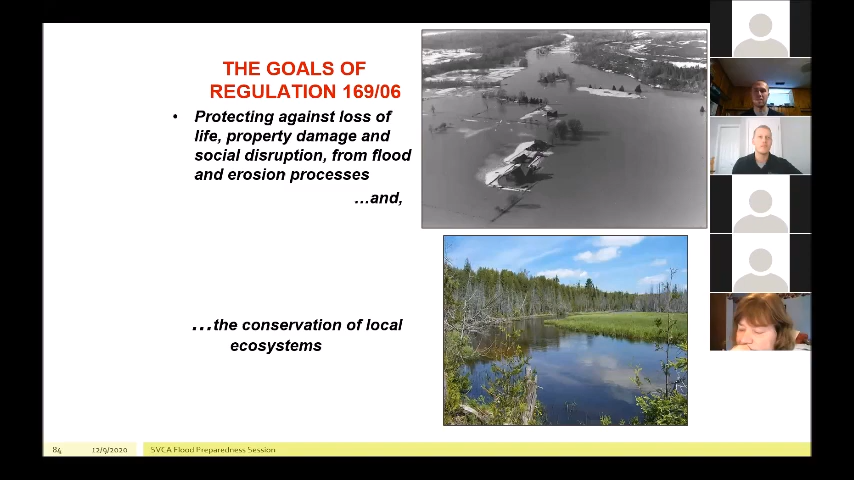 THE GOALS OF
REGULATION 169/06
• Protecting against loss of
life, property damage and
social disruption, from flood
and erosion processes
…and,
…the conservation of local
ecosystems
84 12/9/2020 SVCA Flood Preparedness Session